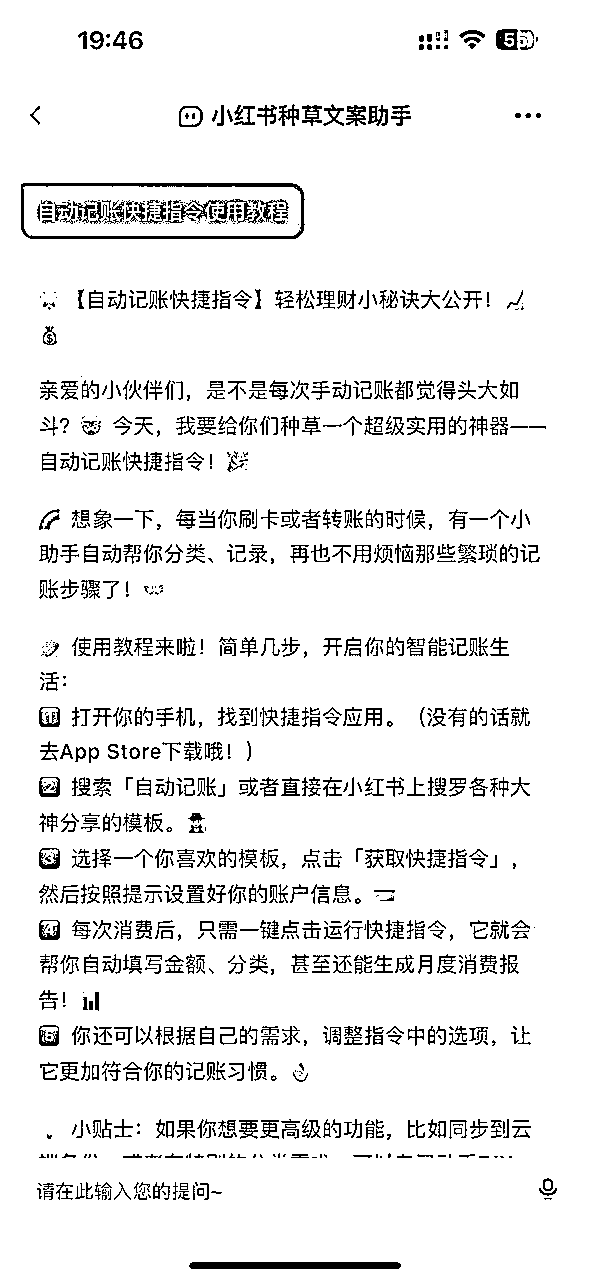 19:46
小红书种草文案助手
自动记账快捷指令使用教程
【自动记账快捷指令】轻松理财小秘诀大公开！
亲爱的小伙伴们，是不是每次手动记账都觉得头大如
斗？ 今天，我要给你们种草一个超级实用的神器——
自动记账快捷指令！
想象一下，每当你刷卡或者转账的时候，有一个小
助手自动帮你分类、记录，再也不用烦恼那些繁琐的记
账步骤了！
使用教程来啦！简单几步，开启你的智能记账生
活：
1 打开你的手机，找到快捷指令应用。（没有的话就
去App Store下载哦！）
2 搜索「自动记账」或者直接在小红书上搜罗各种大
神分享的模板。
3 选择一个你喜欢的模板，点击「获取快捷指令」，
然后按照提示设置好你的账户信息。
4 每次消费后，只需一键点击运行快捷指令，它就会
帮你自动填写金额、分类，甚至还能生成月度消费报
告！
5 你还可以根据自己的需求，调整指令中的选项，让
它更加符合你的记账习惯。
小贴士：如果你想要更高级的功能，比如同步到云
请在此输入您的提问~